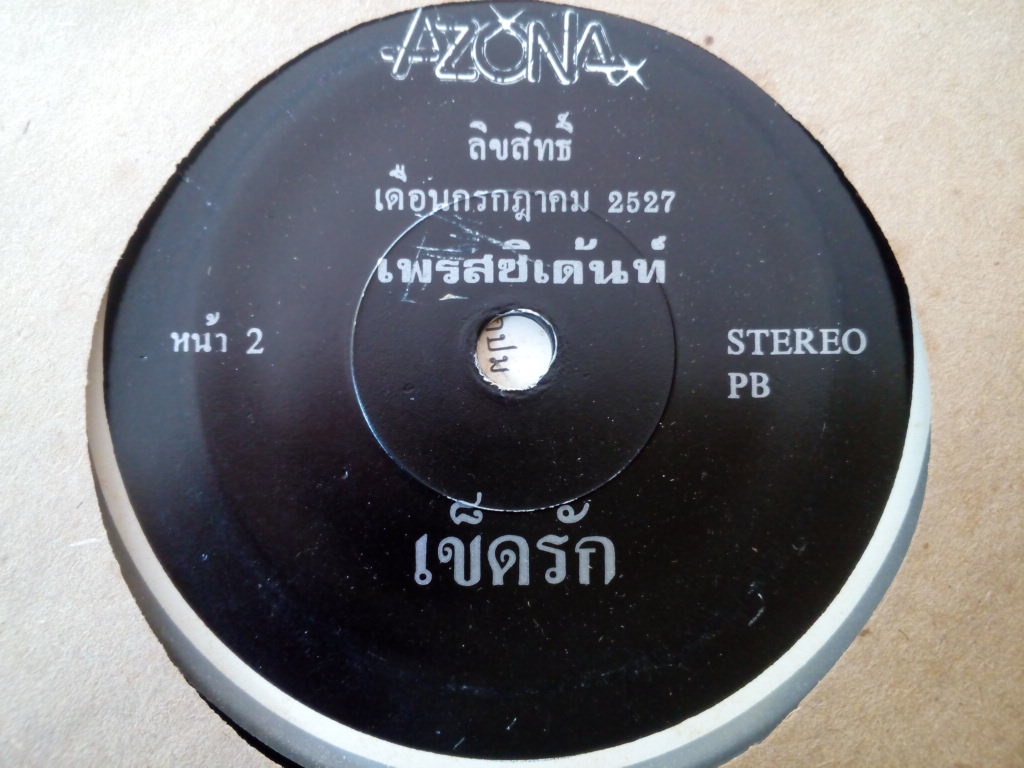 AZONA
ลิขสิทธิ์
เดือนกรกฎาคม 2527
เพรสซิเด้นท์
หน้า 2
STEREO
PB
เข็ดรัก